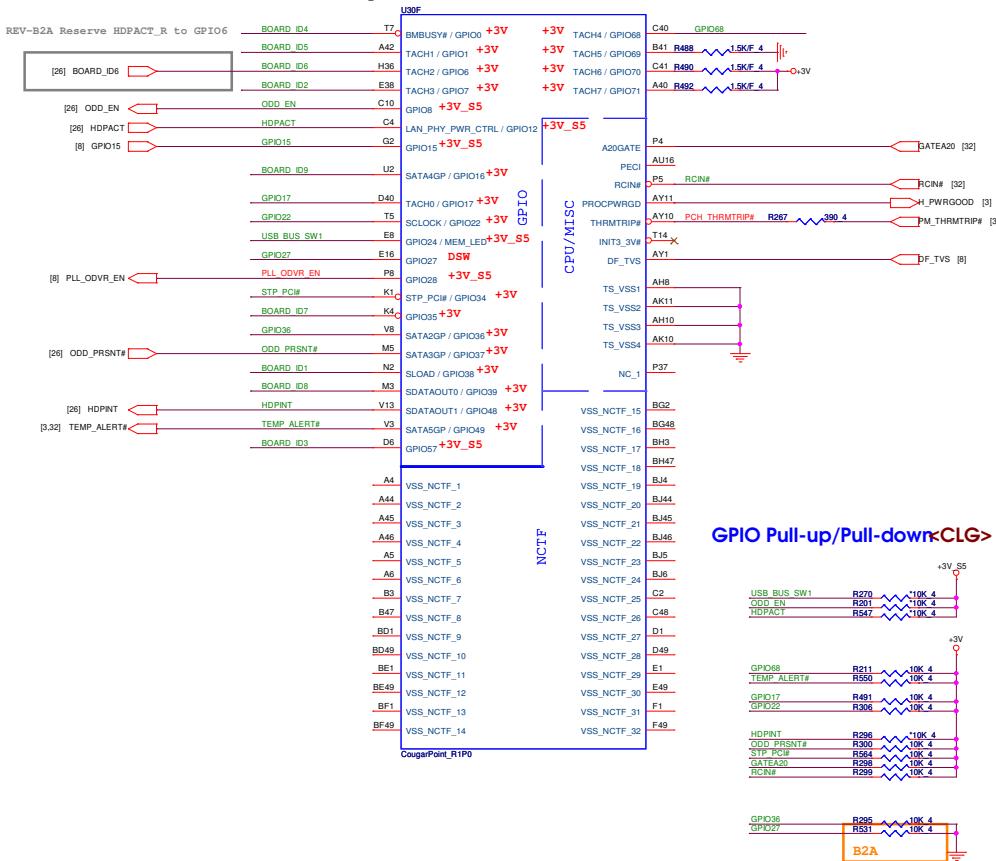 U30F
REV-B2A Reserve HDPACT_R to GPIO6
BOARD_ID4 T7 BMBUSY# / GPIO0 +3V +3V TACH4 / GPIO68 C40 GPIO68
BOARD_ID5 A42 TACH1 / GPIO1 +3V +3V TACH5 / GPIO69 B41 R488 1.5K/F_4
[26] BOARD_ID6 BOARD_ID6 H36 TACH2 / GPIO6 +3V +3V TACH6 / GPIO70 C41 R490 1.5K/F_4 +3V
BOARD_ID2 E38 TACH3 / GPIO7 +3V +3V TACH7 / GPIO71 A40 R492 1.5K/F_4
[26] ODD_EN ODD_EN C10 GPIO8 +3V_S5
[26] HDPACT HDPACT C4 LAN_PHY_PWR_CTRL / GPIO12 +3V_S5
[8] GPIO15 GPIO15 G2 GPIO15 +3V_S5 A20GATE P4 GATEA20 [32]
PECI AU16
BOARD_ID9 U2 SATA4GP / GPIO16 +3V RCIN# P5 RCIN# RCIN# [32]
GPIO17 D40 TACH0 / GPIO17 +3V PROCPWRGD AY11 H_PWRGOOD [3]
GPIO22 T5 SCLOCK / GPIO22 +3V THRMTRIP# AY10 PCH_THRMTRIP# R267 390_4 PM_THRMTRIP# [3
USB_BUS_SW1 E8 GPIO24 / MEM_LED +3V_S5 INIT3_3V# T14
GPIO27 E16 GPIO27 DSW DF_TVS AY1 DF_TVS [8]
[8] PLL_ODVR_EN PLL_ODVR_EN P8 GPIO28 +3V_S5
STP_PCI# K1 STP_PCI# / GPIO34 +3V TS_VSS1 AH8
BOARD_ID7 K4 GPIO35 +3V TS_VSS2 AK11
GPIO36 V8 SATA2GP / GPIO36 +3V TS_VSS3 AH10
[26] ODD_PRSNT# ODD_PRSNT# M5 SATA3GP / GPIO37 +3V TS_VSS4 AK10
BOARD_ID1 N2 SLOAD / GPIO38 +3V NC_1 P37
BOARD_ID8 M3 SDATAOUT0 / GPIO39 +3V
[26] HDPINT HDPINT V13 SDATAOUT1 / GPIO48 +3V VSS_NCTF_15 BG2
[3,32] TEMP_ALERT# TEMP_ALERT# V3 SATA5GP / GPIO49 +3V VSS_NCTF_16 BG48
BOARD_ID3 D6 GPIO57 +3V_S5 VSS_NCTF_17 BH3
VSS_NCTF_18 BH47
GPIO
CPU/MISC
NCTF
A4 VSS_NCTF_1 VSS_NCTF_19 BJ4
A44 VSS_NCTF_2 VSS_NCTF_20 BJ44
A45 VSS_NCTF_3 VSS_NCTF_21 BJ45
A46 VSS_NCTF_4 VSS_NCTF_22 BJ46
A5 VSS_NCTF_5 VSS_NCTF_23 BJ5
A6 VSS_NCTF_6 VSS_NCTF_24 BJ6
B3 VSS_NCTF_7 VSS_NCTF_25 C2
B47 VSS_NCTF_8 VSS_NCTF_26 C48
BD1 VSS_NCTF_9 VSS_NCTF_27 D1
BD49 VSS_NCTF_10 VSS_NCTF_28 D49
BE1 VSS_NCTF_11 VSS_NCTF_29 E1
BE49 VSS_NCTF_12 VSS_NCTF_30 E49
BF1 VSS_NCTF_13 VSS_NCTF_31 F1
BF49 VSS_NCTF_14 VSS_NCTF_32 F49
CougarPoint_R1P0
GPIO Pull-up/Pull-down<CLG>
+3V_S5
USB_BUS_SW1 R270 *10K_4
ODD_EN R201 10K_4
HDPACT R547 *10K_4
+3V
GPIO68 R211 10K_4
TEMP_ALERT# R550 10K_4
GPIO17 R491 10K_4
GPIO22 R306 10K_4
HDPINT R296 *10K_4
ODD_PRSNT# R300 10K_4
STP_PCI# R564 10K_4
GATEA20 R298 10K_4
RCIN# R299 10K_4
GPIO36 R295 10K_4
GPIO27 R531 10K_4
B2A